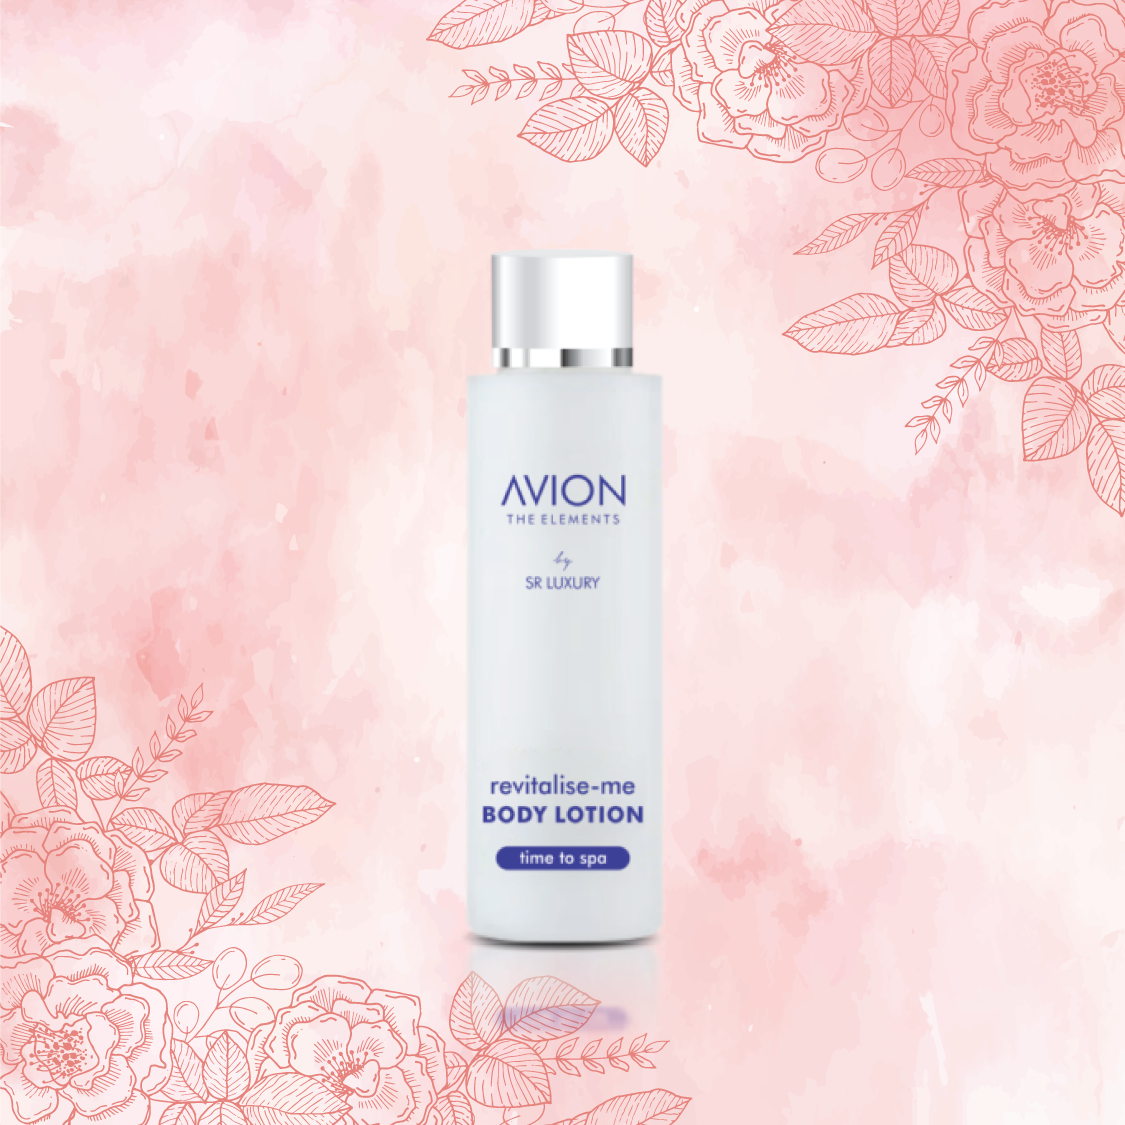 AVION
THE ELEMENTS
by
SR LUXURY
revitalise-me
BODY LOTION
time to spa